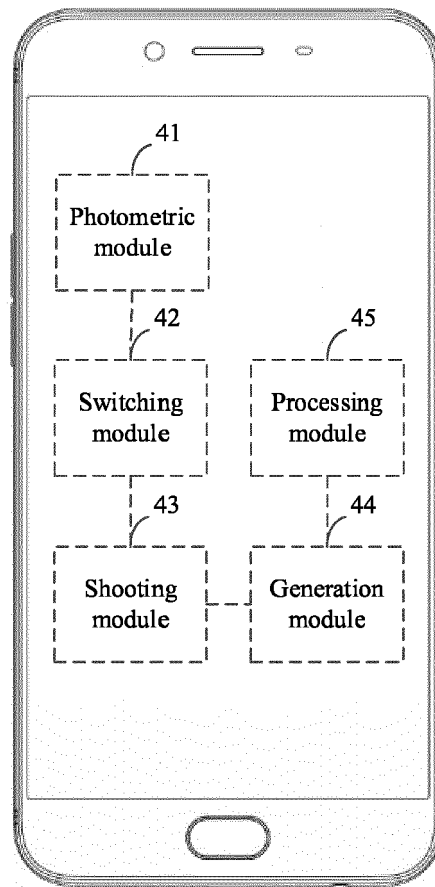 41
Photometric
module
42
Switching
module
43
Shooting
module
44
Generation
module
45
Processing
module